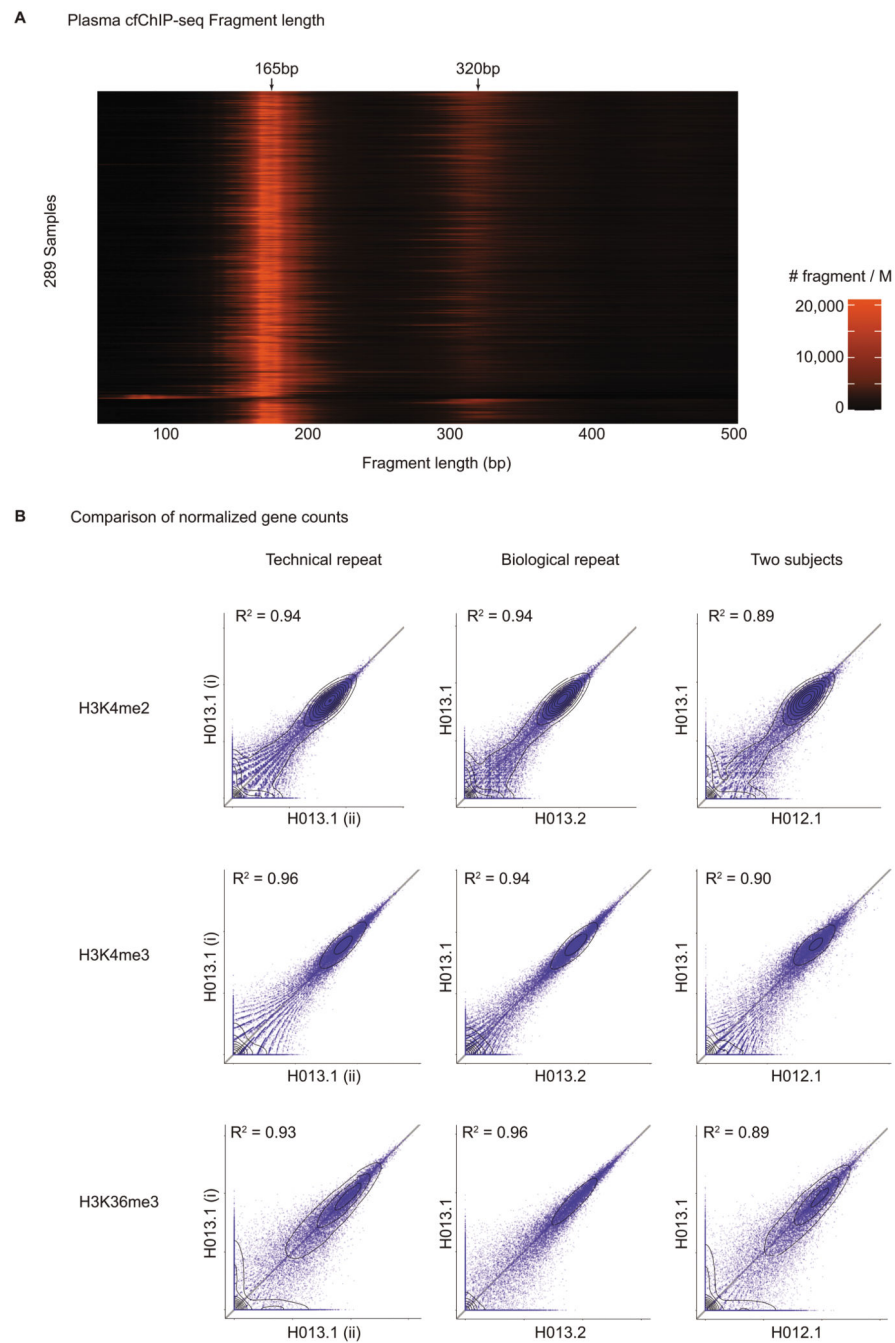 A Plasma cfChIP-seq Fragment length
165bp 320bp
289 Samples
# fragment / M
20,000
10,000
0
100 200 300 400 500
Fragment length (bp)
B Comparison of normalized gene counts
Technical repeat Biological repeat Two subjects
H3K4me2
R² = 0.94 R² = 0.94 R² = 0.89
H013.1 (i) H013.1 H013.1
H013.1 (ii) H013.2 H012.1
H3K4me3
R² = 0.96 R² = 0.94 R² = 0.90
H013.1 (i) H013.1 H013.1
H013.1 (ii) H013.2 H012.1
H3K36me3
R² = 0.93 R² = 0.96 R² = 0.89
H013.1 (i) H013.1 H013.1
H013.1 (ii) H013.2 H012.1